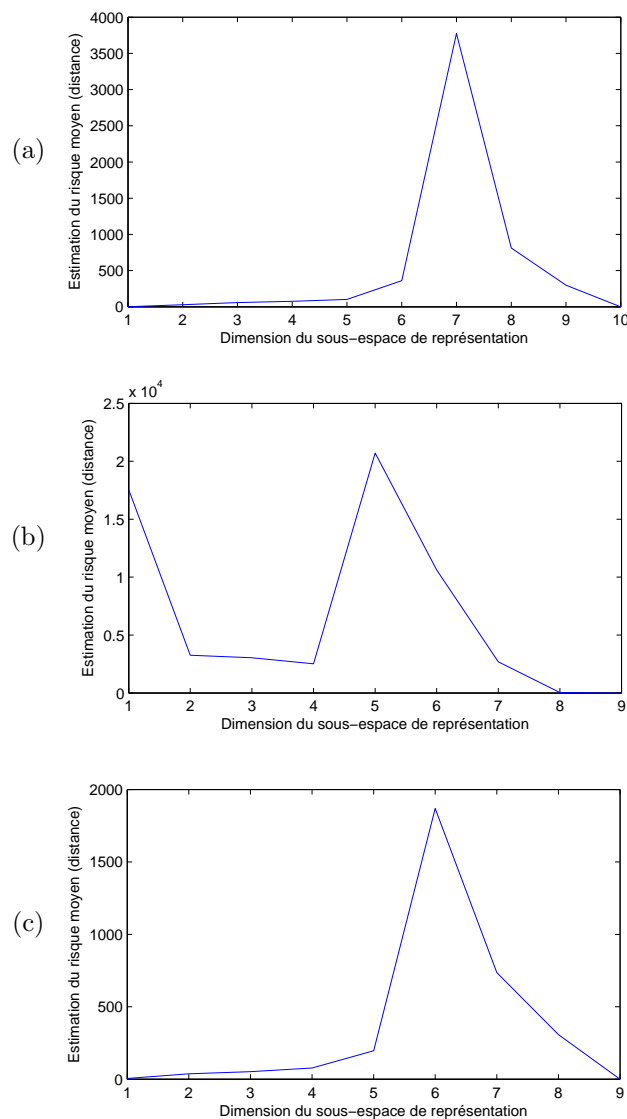 (a)
Estimation du risque moyen (distance)
4000
3500
3000
2500
2000
1500
1000
500
0
1 2 3 4 5 6 7 8 9 10
Dimension du sous−espace de représentation
(b)
Estimation du risque moyen (distance)
x 10^4
2.5
2
1.5
1
0.5
0
1 2 3 4 5 6 7 8 9
Dimension du sous−espace de représentation
(c)
Estimation du risque moyen (distance)
2000
1500
1000
500
0
1 2 3 4 5 6 7 8 9
Dimension du sous−espace de représentation